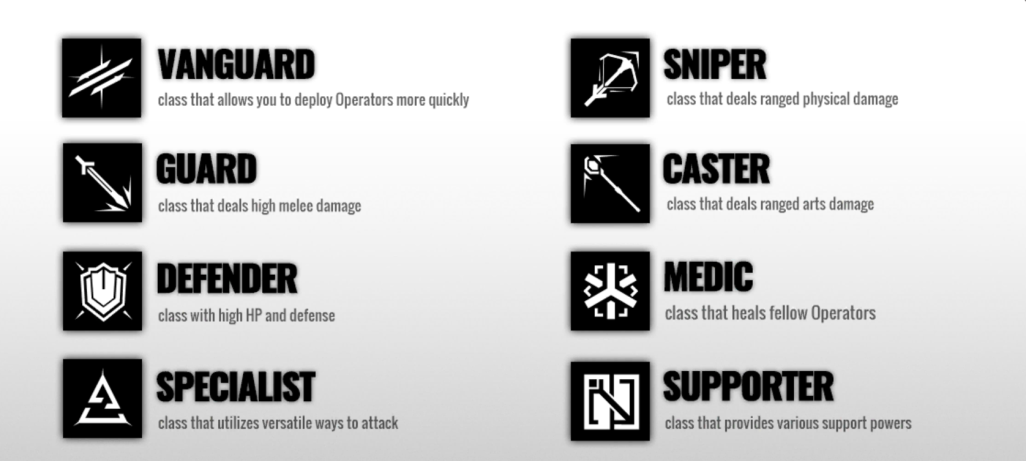 VANGUARD
class that allows you to deploy Operators more quickly
GUARD
class that deals high melee damage
DEFENDER
class with high HP and defense
SPECIALIST
class that utilizes versatile ways to attack
SNIPER
class that deals ranged physical damage
CASTER
class that deals ranged arts damage
MEDIC
class that heals fellow Operators
SUPPORTER
class that provides various support powers